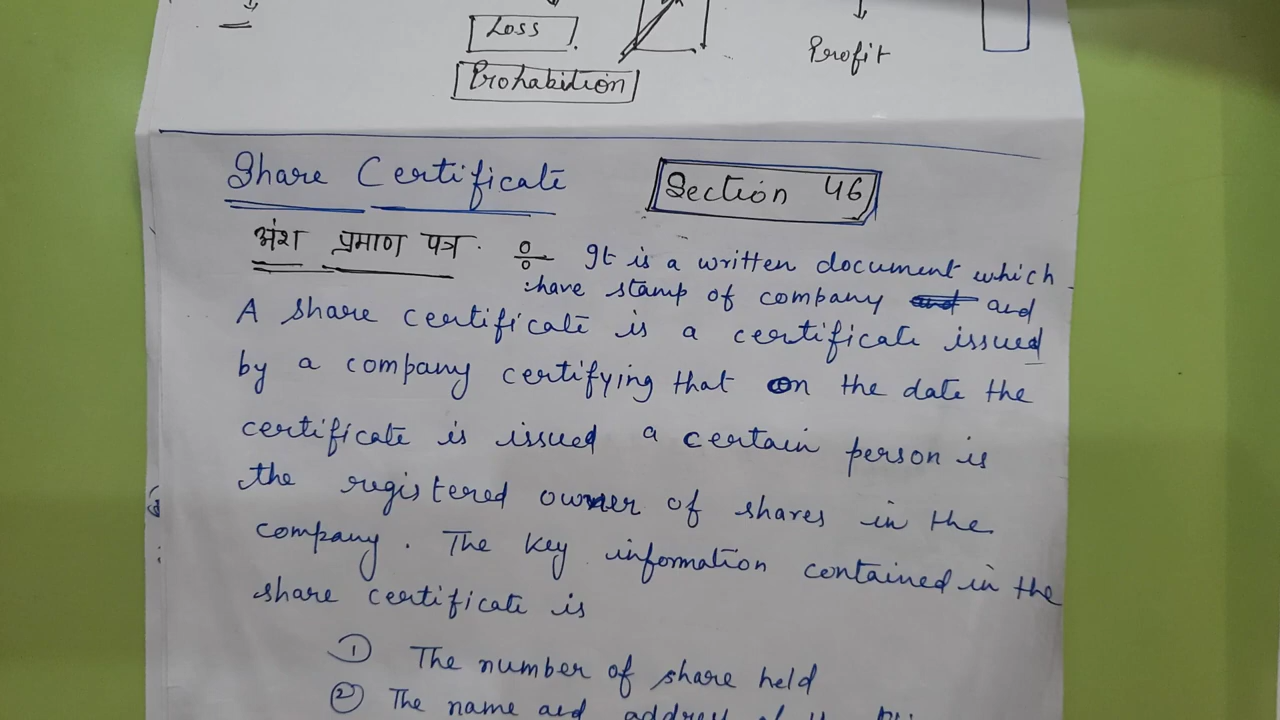 Loss
Profit
Prohabition
Share Certificate
Section 46
अंश प्रमाण पत्र. ÷ It is a written document which
have stamp of company and and
A share certificate is a certificate issued
by a company certifying that on the date the
certificate is issued a certain person is
the registered owner of shares in the
company. The key information contained in the
share certificate is
① The number of share held
② The name and address of